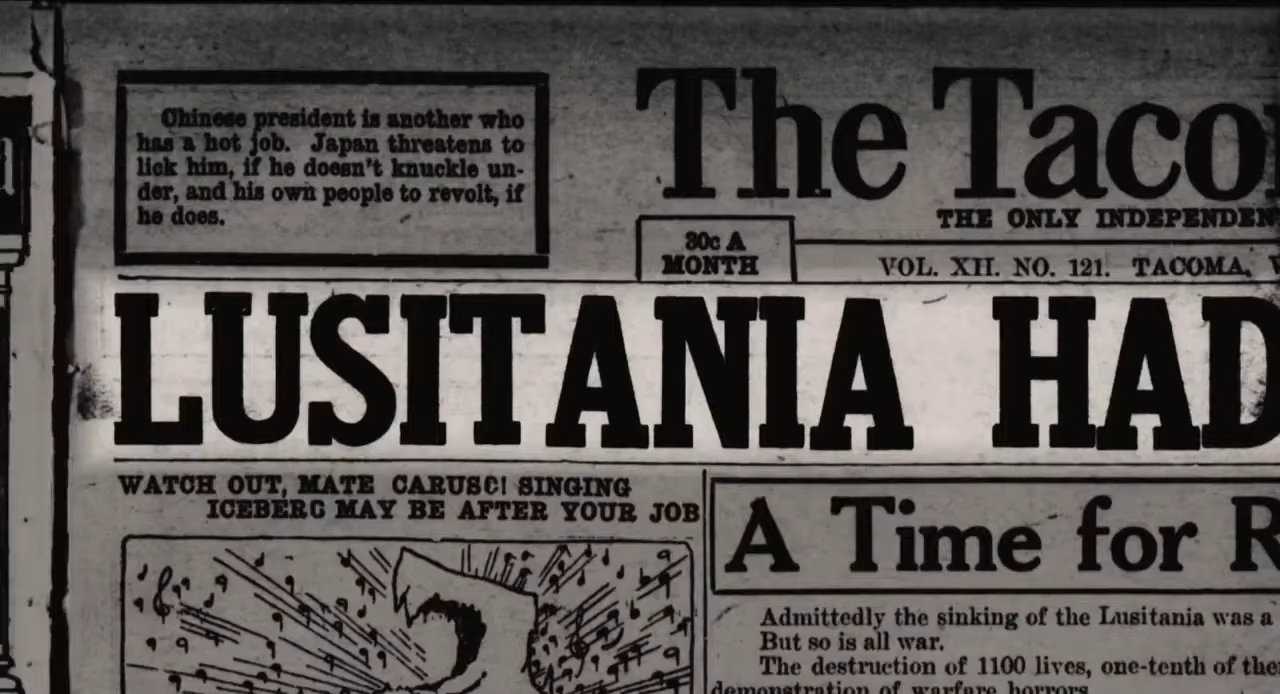 Chinese president is another who
has a hot job. Japan threatens to
lick him, if he doesn't knuckle un-
der, and his own people to revolt, if
he does.
The Taco
THE ONLY INDEPENDEN
30c A
MONTH
VOL. XII. NO. 121. TACOMA,
LUSITANIA HAD
WATCH OUT, MATE CARUSO! SINGING
ICEBERG MAY BE AFTER YOUR JOB
A Time for R
Admittedly the sinking of the Lusitania was a
But so is all war.
The destruction of 1100 lives, one-tenth of the
demonstration of warfare horrors